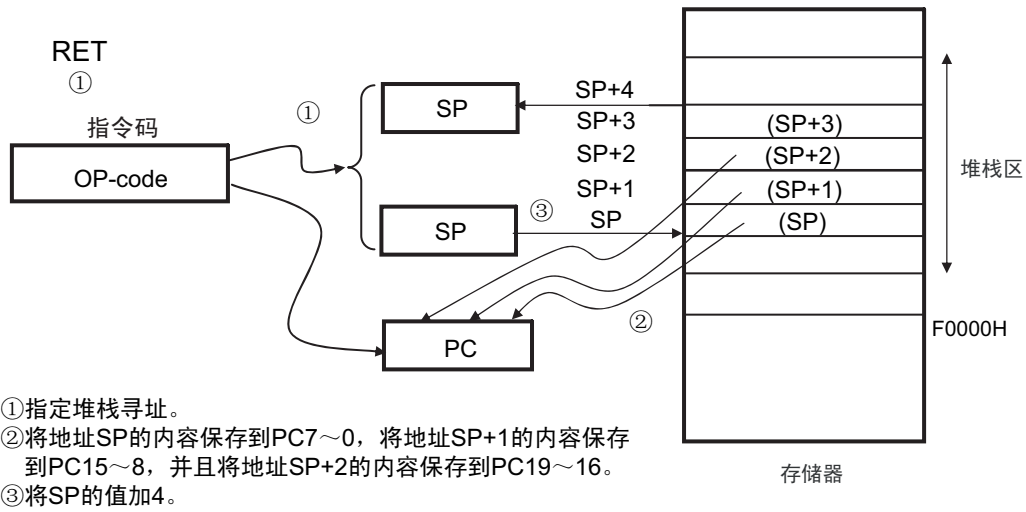 RET
①
指令码
OP-code
①
SP
SP
③
SP+4
SP+3
SP+2
SP+1
SP
(SP+3)
(SP+2)
(SP+1)
(SP)
堆栈区
②
PC
F0000H
存储器
①指定堆栈寻址。
②将地址SP的内容保存到PC7～0，将地址SP+1的内容保存
到PC15～8，并且将地址SP+2的内容保存到PC19～16。
③将SP的值加4。